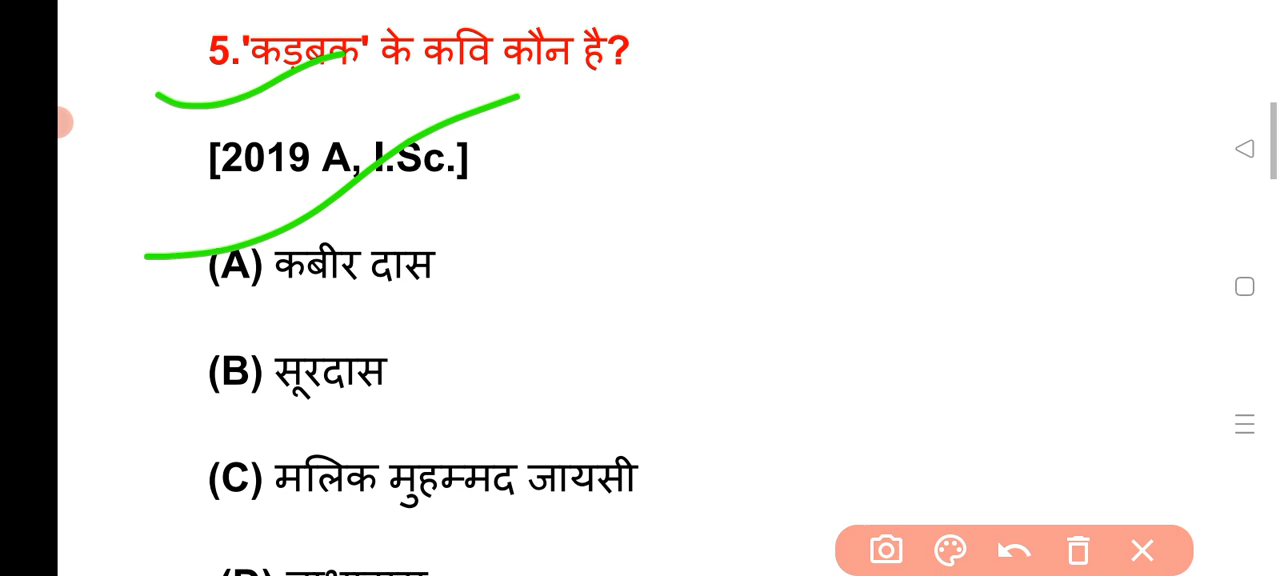 5.'कड़बक' के कवि कौन है?
[2019 A, I.Sc.]
(A) कबीर दास
(B) सूरदास
(C) मलिक मुहम्मद जायसी
(D)